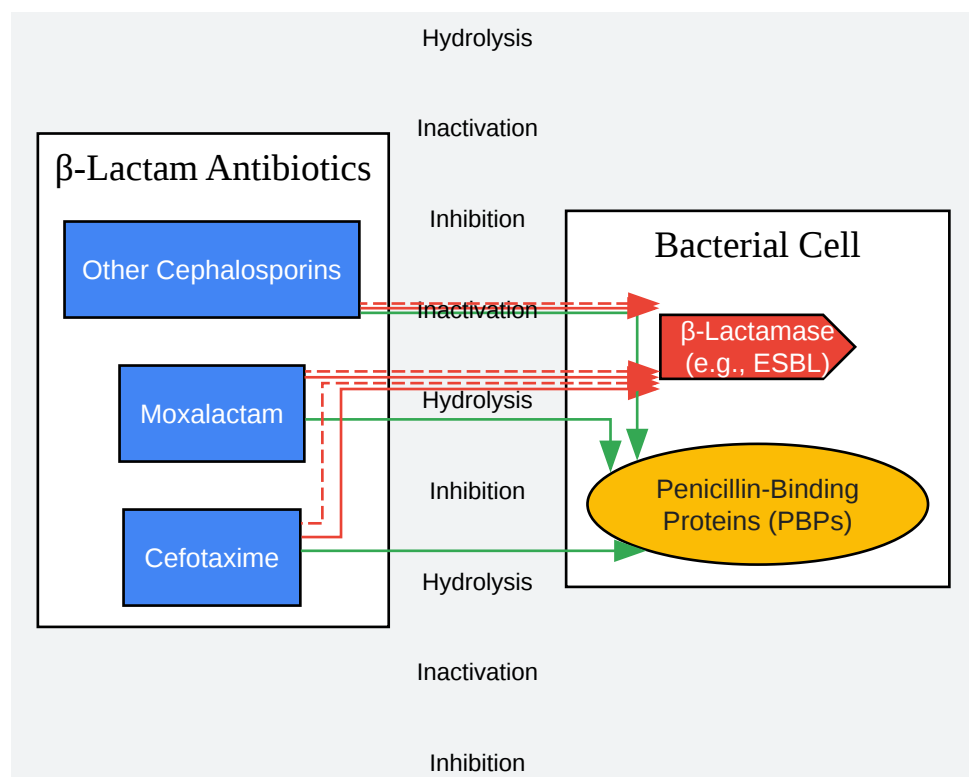 Hydrolysis
Inactivation
Inhibition
Inactivation
Hydrolysis
Inhibition
Hydrolysis
Inactivation
Inhibition
β-Lactam Antibiotics
Other Cephalosporins
Moxalactam
Cefotaxime
Bacterial Cell
β-Lactamase
(e.g., ESBL)
Penicillin-Binding
Proteins (PBPs)